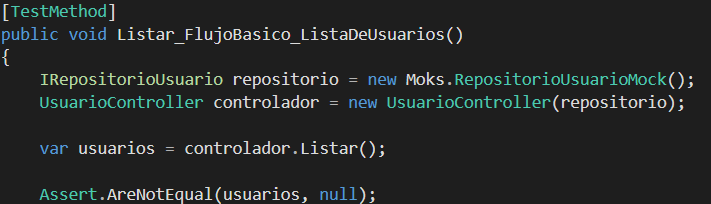 [TestMethod]
public void Listar_FlujoBasico_ListaDeUsuarios()
{
IRepositorioUsuario repositorio = new Moks.RepositorioUsuarioMock();
UsuarioController controlador = new UsuarioController(repositorio);
var usuarios = controlador.Listar();
Assert.AreNotEqual(usuarios, null);